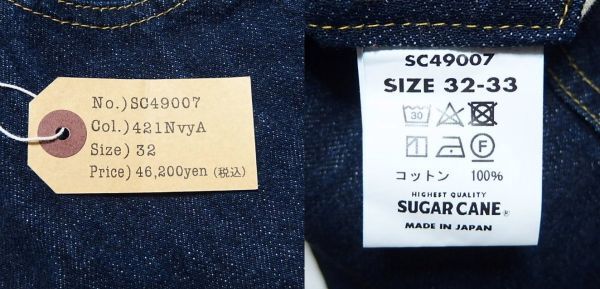 No.)SC49007
Col.)421NvyA
Size) 32
Price) 46,200yen (税込)
SC49007
SIZE 32-33
30
F
コットン 100%
HIGHEST QUALITY
SUGAR CANE®
MADE IN JAPAN